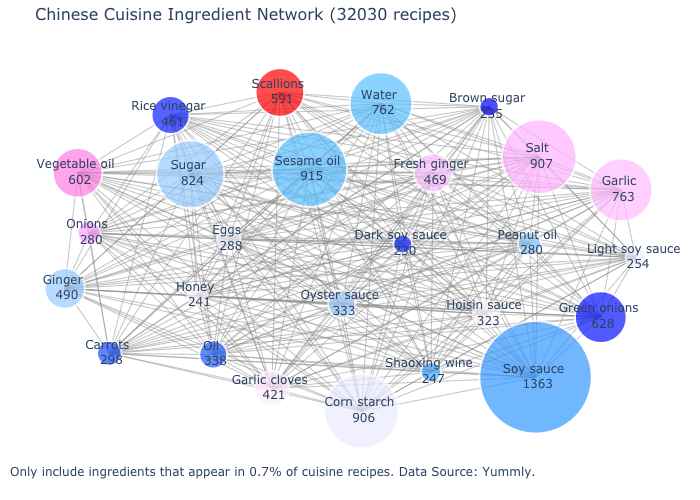 Chinese Cuisine Ingredient Network (32030 recipes)
Scallions
591
Water
762
Brown sugar
255
Rice vinegar
461
Salt
907
Vegetable oil
602
Sugar
824
Sesame oil
915
Fresh ginger
469
Garlic
763
Onions
280
Eggs
288
Dark soy sauce
230
Peanut oil
280
Light soy sauce
254
Ginger
490
Honey
241
Oyster sauce
333
Hoisin sauce
323
Green onions
628
Carrots
298
Oil
338
Garlic cloves
421
Corn starch
906
Shaoxing wine
247
Soy sauce
1363
Only include ingredients that appear in 0.7% of cuisine recipes. Data Source: Yummly.